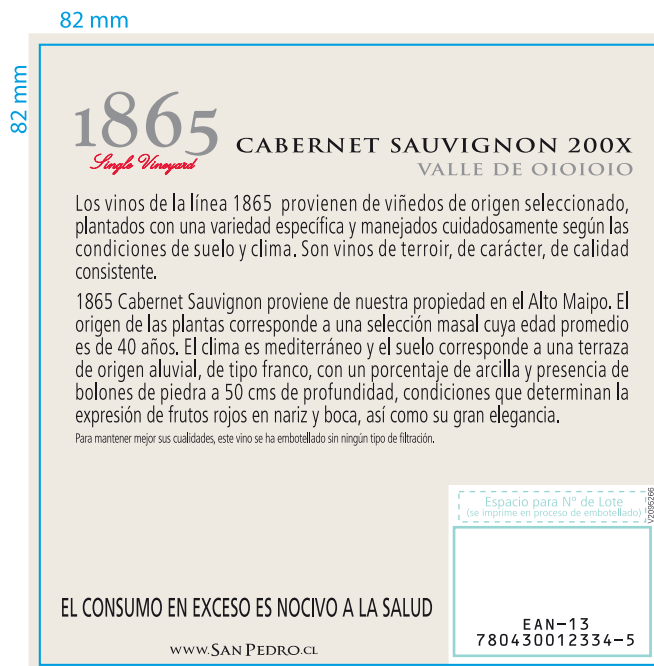 82 mm
82 mm
1865
Single Vineyard
CABERNET SAUVIGNON 200X
VALLE DE OIOIOIO
Los vinos de la línea 1865 provienen de viñedos de origen seleccionado,
plantados con una variedad específica y manejados cuidadosamente según las
condiciones de suelo y clima. Son vinos de terroir, de carácter, de calidad
consistente.
1865 Cabernet Sauvignon proviene de nuestra propiedad en el Alto Maipo. El
origen de las plantas corresponde a una selección masal cuya edad promedio
es de 40 años. El clima es mediterráneo y el suelo corresponde a una terraza
de origen aluvial, de tipo franco, con un porcentaje de arcilla y presencia de
bolones de piedra a 50 cms de profundidad, condiciones que determinan la
expresión de frutos rojos en nariz y boca, así como su gran elegancia.
Para mantener mejor sus cualidades, este vino se ha embotellado sin ningún tipo de filtración.
Espacio para Nº de Lote
(se imprime en proceso de embotellado)
V2095266
EL CONSUMO EN EXCESO ES NOCIVO A LA SALUD
EAN-13
780430012334-5
WWW.SAN PEDRO.CL